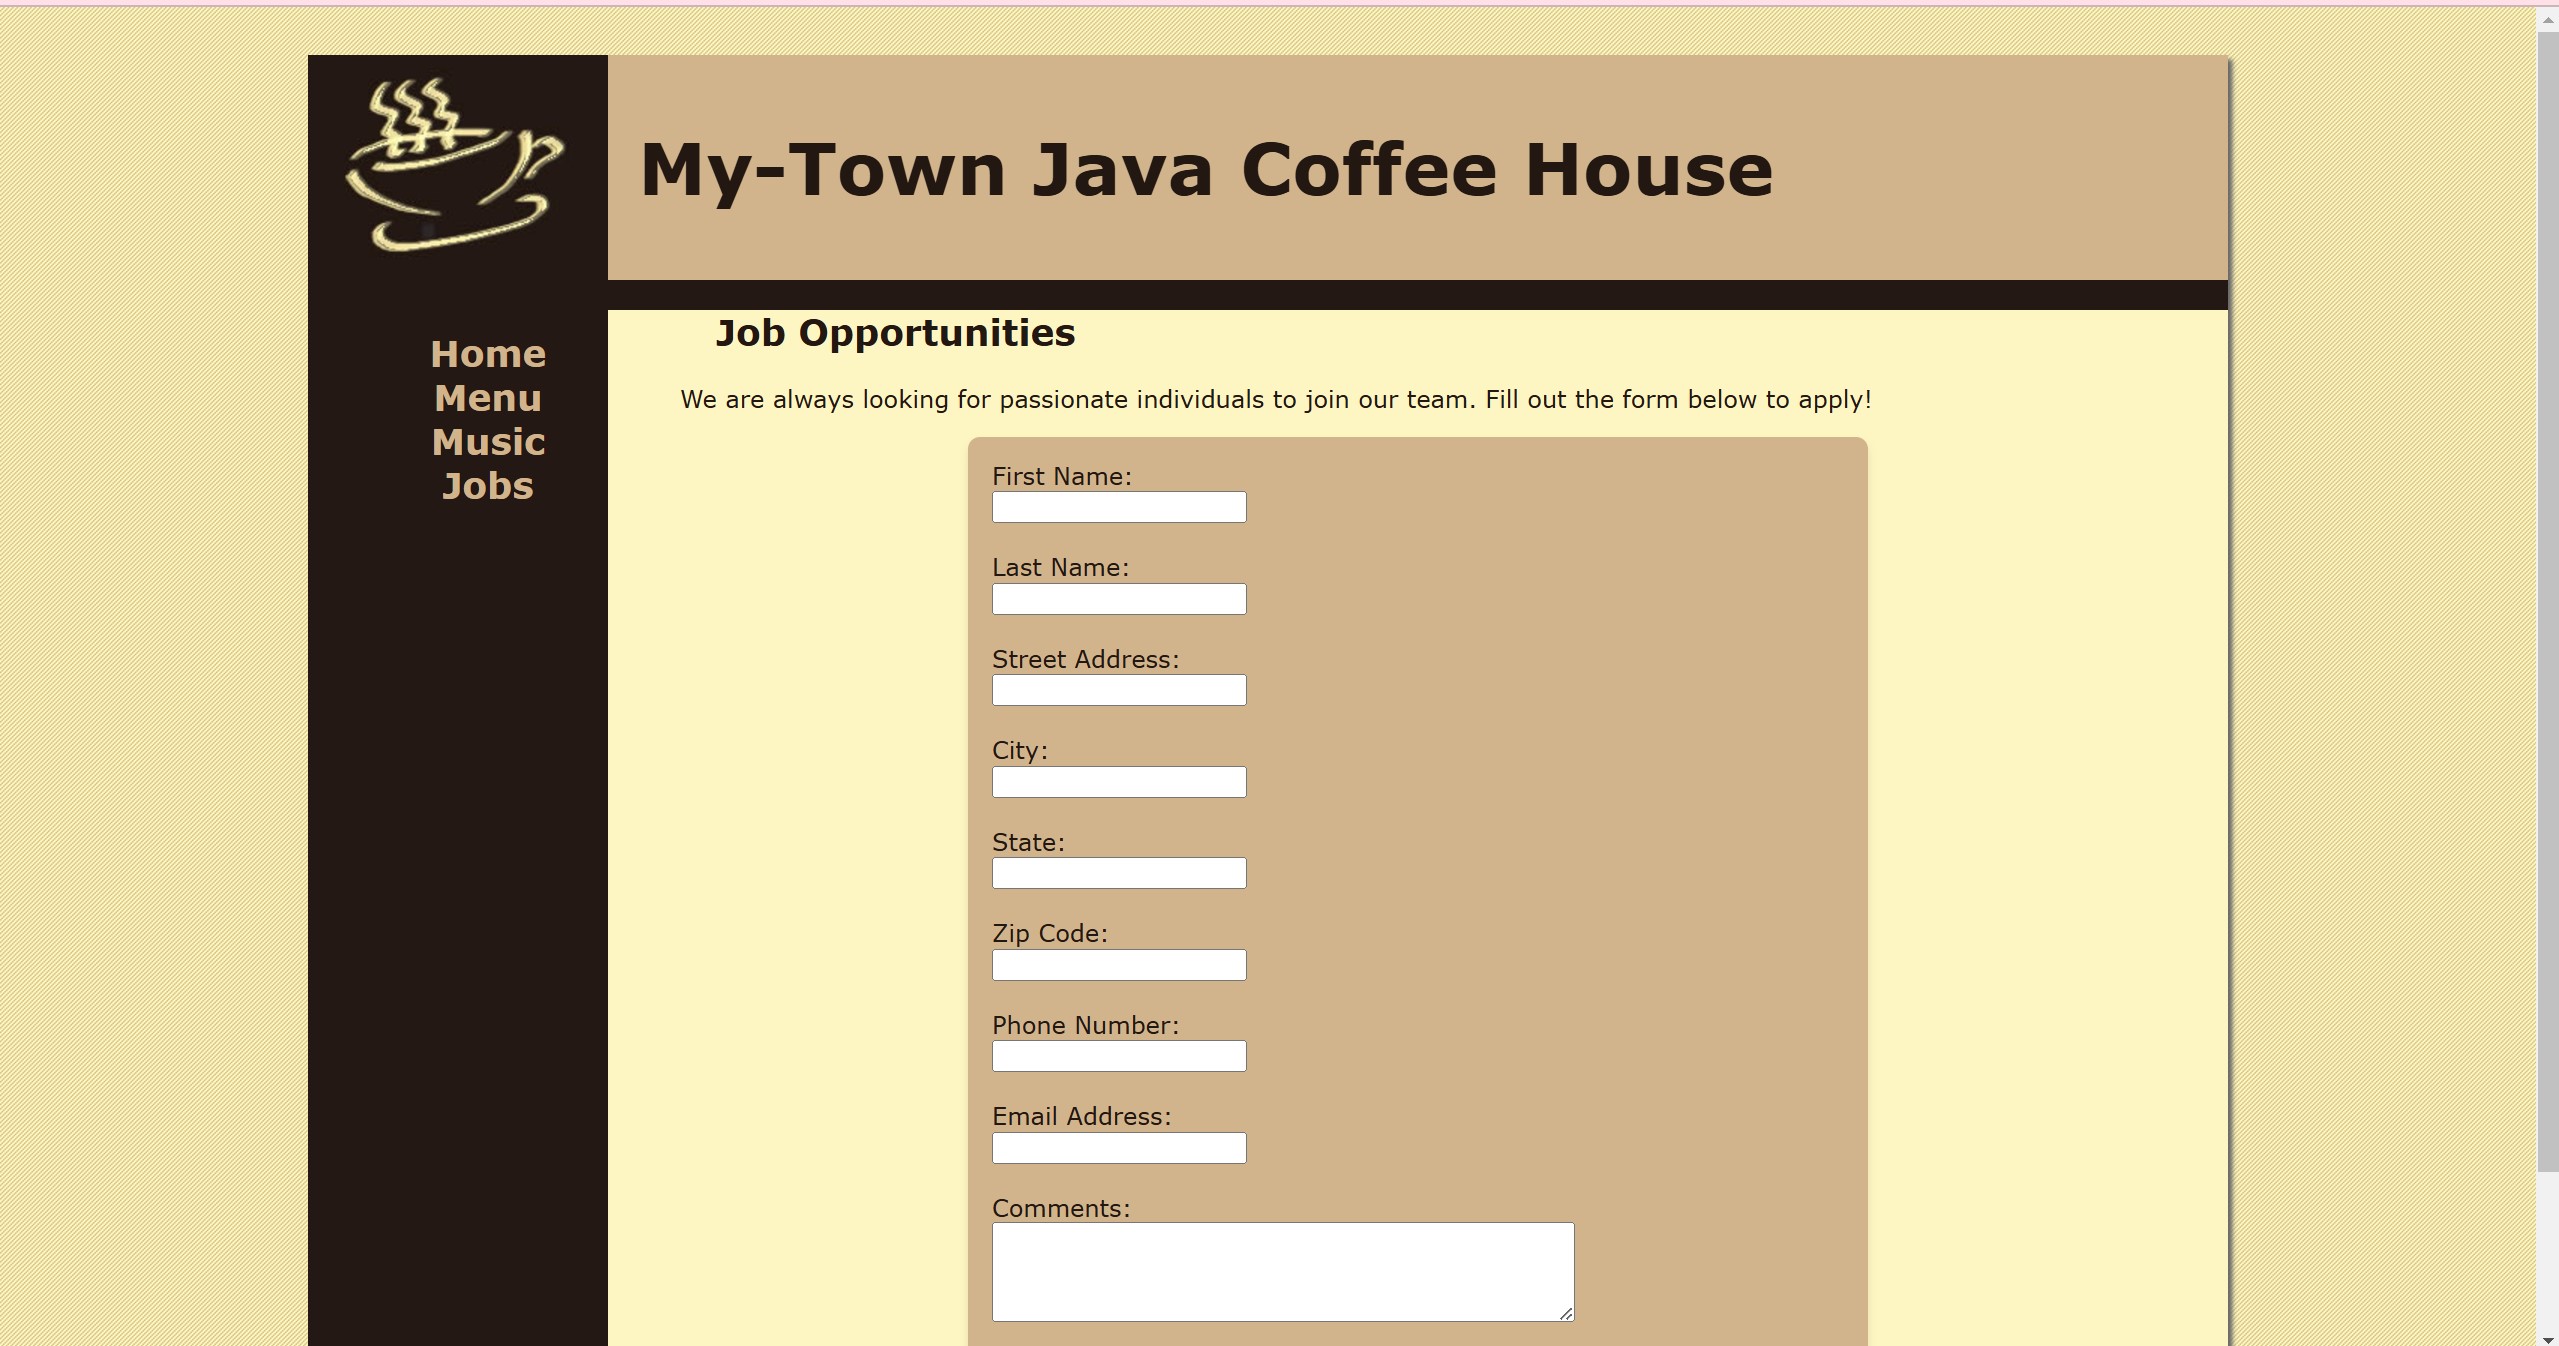 My-Town Java Coffee House
Home
Menu
Music
Jobs
Job Opportunities
We are always looking for passionate individuals to join our team. Fill out the form below to apply!
First Name:
Last Name:
Street Address:
City:
State:
Zip Code:
Phone Number:
Email Address:
Comments: